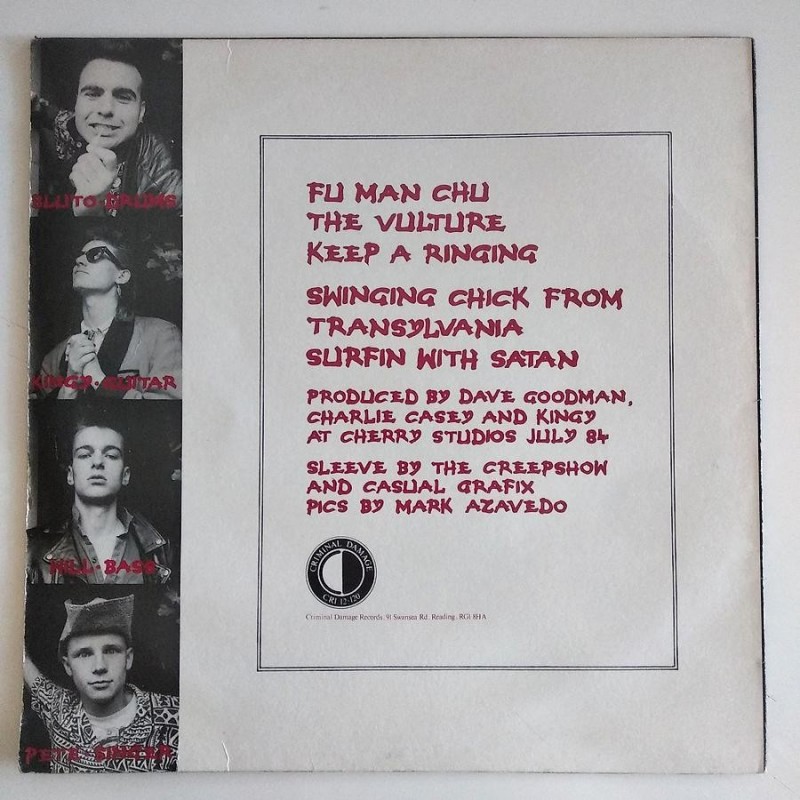 BLUTO·DRUMS
KINGY·GUITAR
HILL·BASS
PETE·SINGER
FU MAN CHU
THE VULTURE
KEEP A RINGING
SWINGING CHICK FROM
TRANSYLVANIA
SURFIN WITH SATAN
PRODUCED BY DAVE GOODMAN,
CHARLIE CASEY AND KINGY
AT CHERRY STUDIOS JULY 84
SLEEVE BY THE CREEPSHOW
AND CASUAL GRAFIX
PICS BY MARK AZAVEDO
CRIMINAL DAMAGE
CRI 12-120
Criminal Damage Records, 91 Swansea Rd, Reading, RG1 8HA